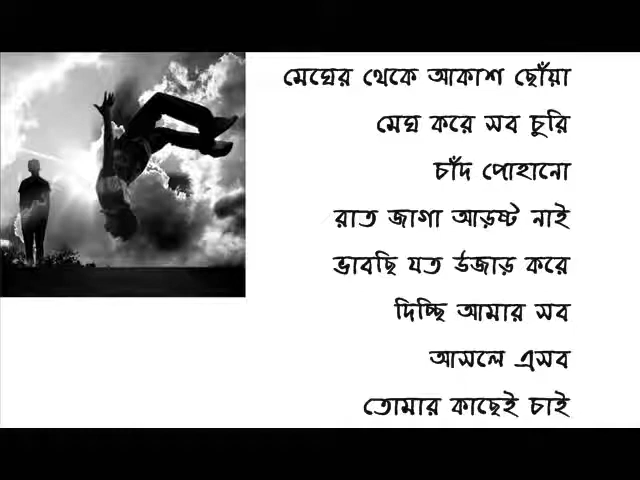 মেঘের থেকে আকাশ ছোঁয়া
মেঘ করে সব চুরি
চাঁদ পোহানো
রাত জাগা আড়ষ্ট নাই
ভাবছি যত উজাড় করে
দিচ্ছি আমার সব
আসলে এসব
তোমার কাছেই চাই